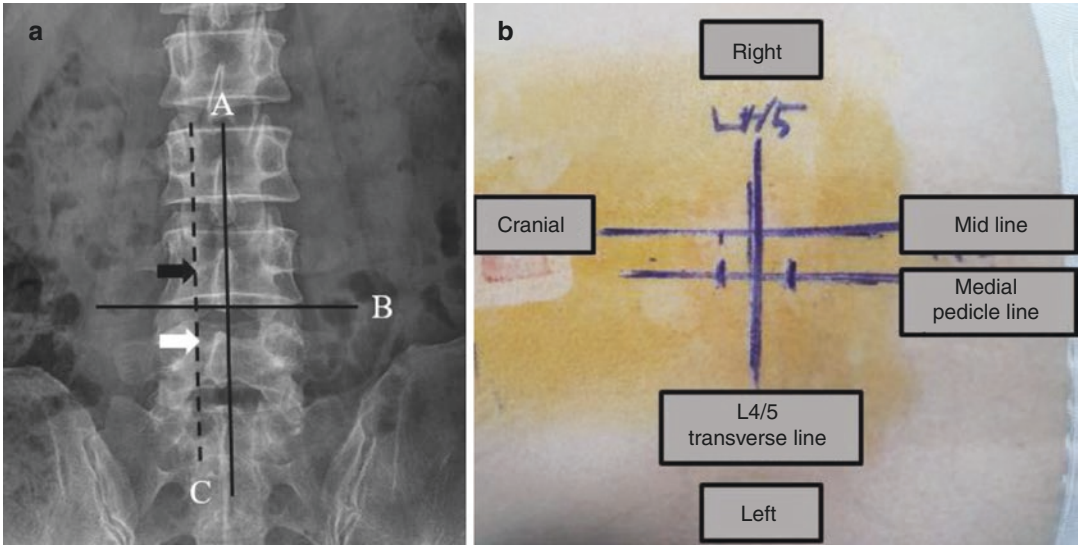 a
A
B
C
b
Right
L4/5
Cranial
Mid line
Medial
pedicle line
L4/5
transverse line
Left